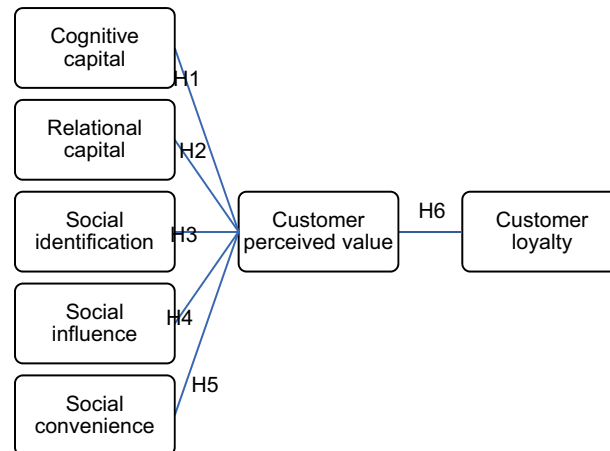 Cognitive
capital
H1
Relational
capital
H2
Social
identification
H3
Customer
perceived value
H6
Customer
loyalty
Social
influence
H4
Social
convenience
H5